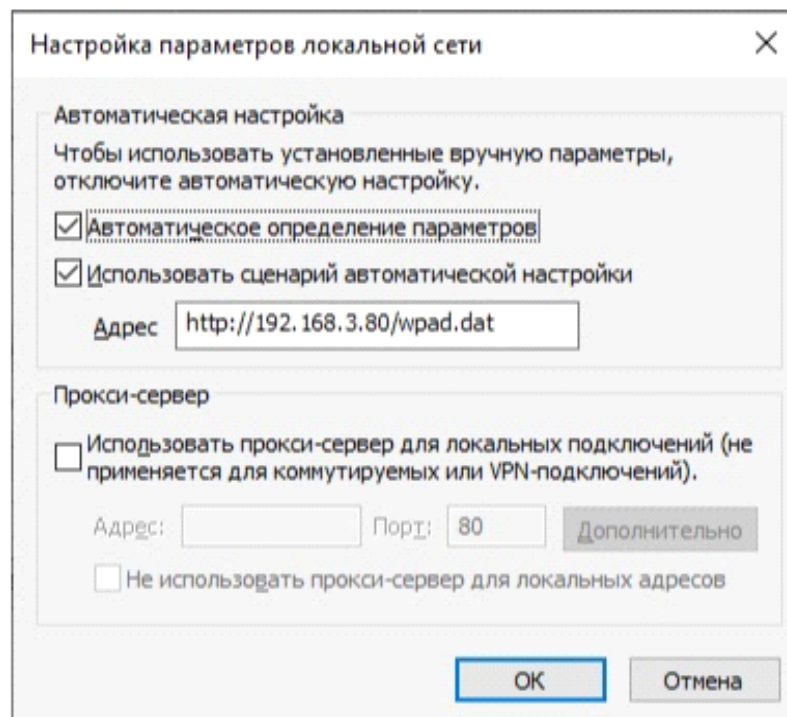 Настройка параметров локальной сети
Автоматическая настройка
Чтобы использовать установленные вручную параметры,
отключите автоматическую настройку.
Автоматическое определение параметров
Использовать сценарий автоматической настройки
Адрес http://192.168.3.80/wpad.dat
Прокси-сервер
Использовать прокси-сервер для локальных подключений (не
применяется для коммутируемых или VPN-подключений).
Адрес: Порт: 80 Дополнительно
Не использовать прокси-сервер для локальных адресов
OK Отмена